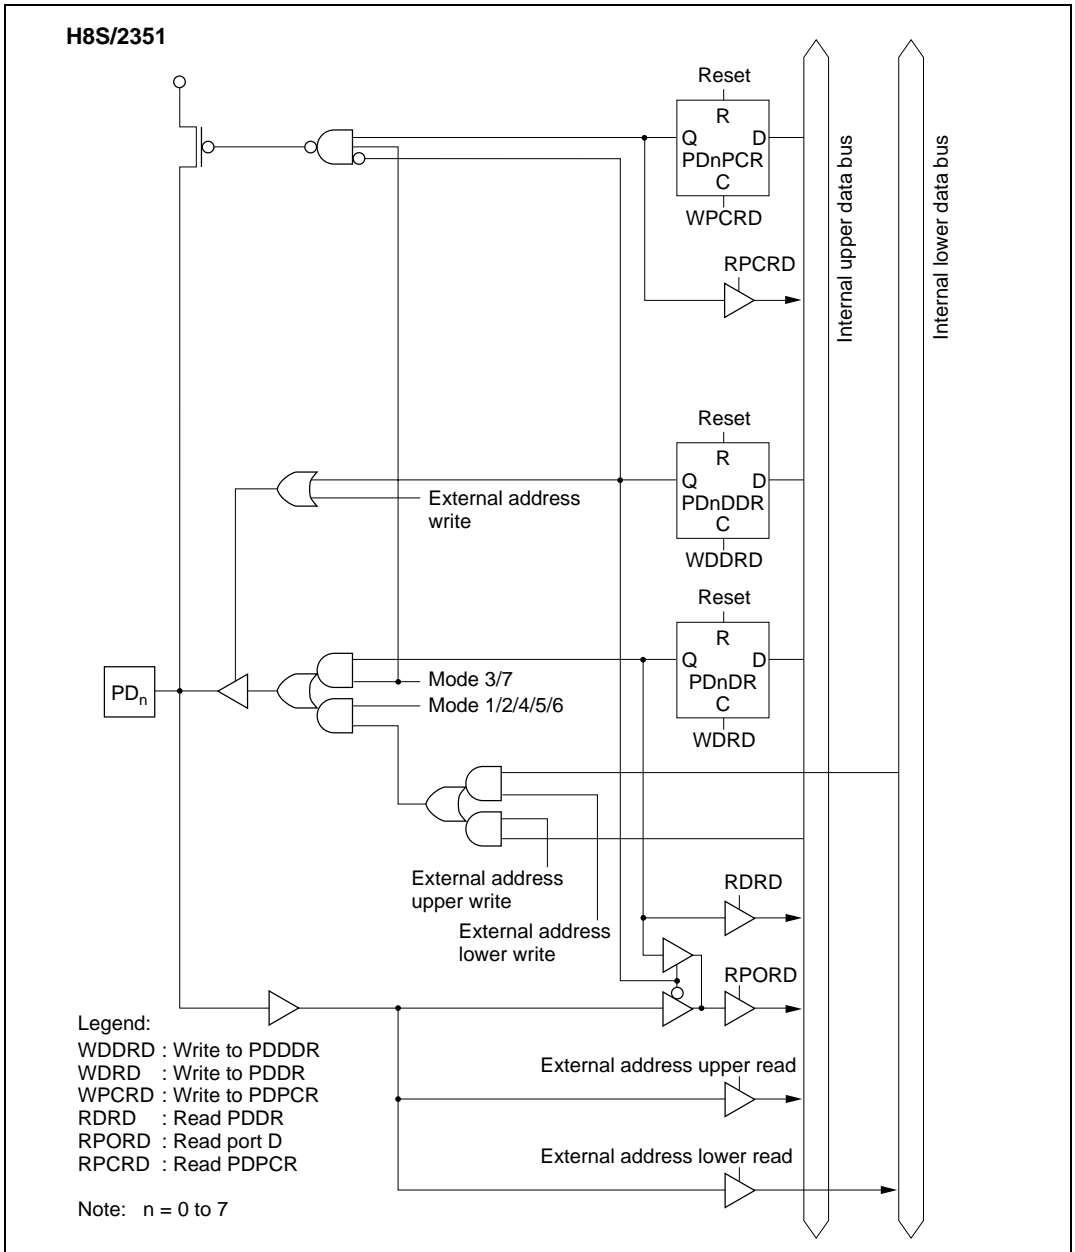 H8S/2351
Reset
R
Q D
PDnPCR
C
WPCRD
RPCRD
Internal upper data bus
Internal lower data bus
Reset
R
Q D
PDnDDR
C
WDDRD
External address
write
Reset
R
Q D
PDnDR
C
WDRD
PDn
Mode 3/7
Mode 1/2/4/5/6
External address
upper write
External address
lower write
RDRD
RPORD
External address upper read
External address lower read
Legend:
WDDRD : Write to PDDDR
WDRD : Write to PDDR
WPCRD : Write to PDPCR
RDRD : Read PDDR
RPORD : Read port D
RPCRD : Read PDPCR
Note: n = 0 to 7